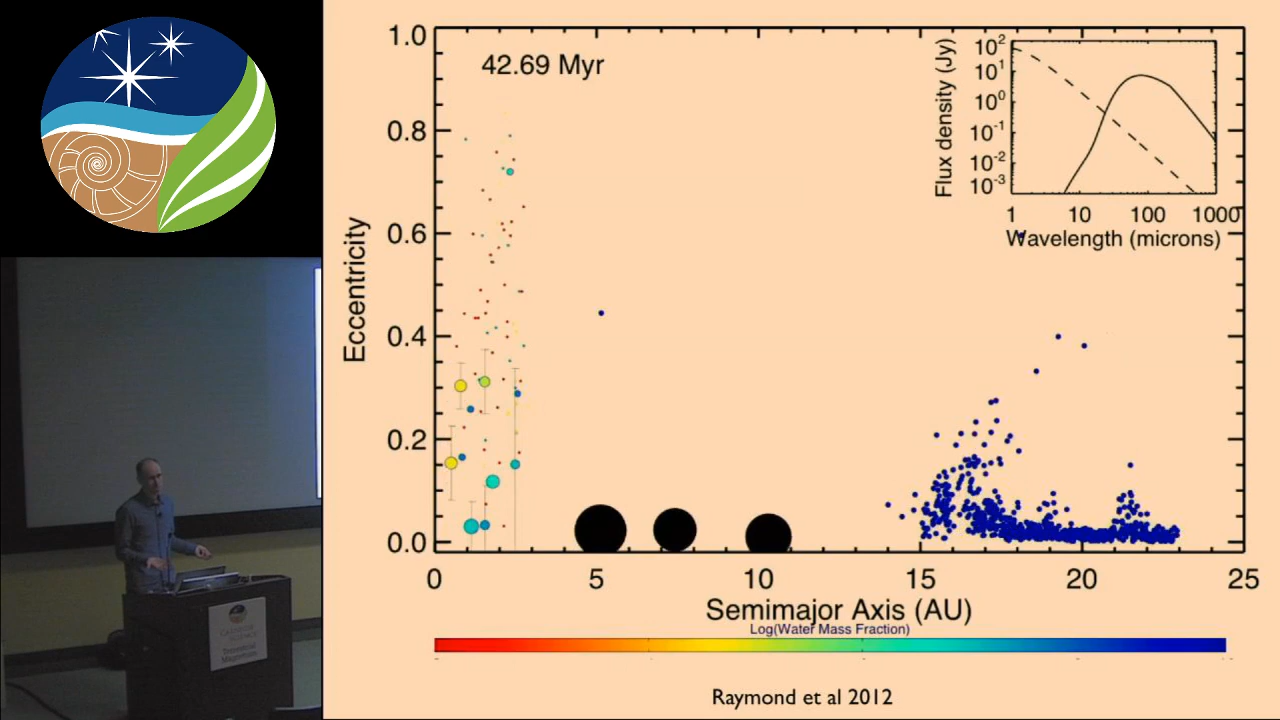 42.69 Myr
Eccentricity
1.0
0.8
0.6
0.4
0.2
0.0
0 5 10 15 20 25
Semimajor Axis (AU)
Flux density (Jy)
10²
10¹
10⁰
10⁻¹
10⁻²
10⁻³
1 10 100 1000
Wavelength (microns)
Log(Water Mass Fraction)
Raymond et al 2012
Terrestrial
Magnetism